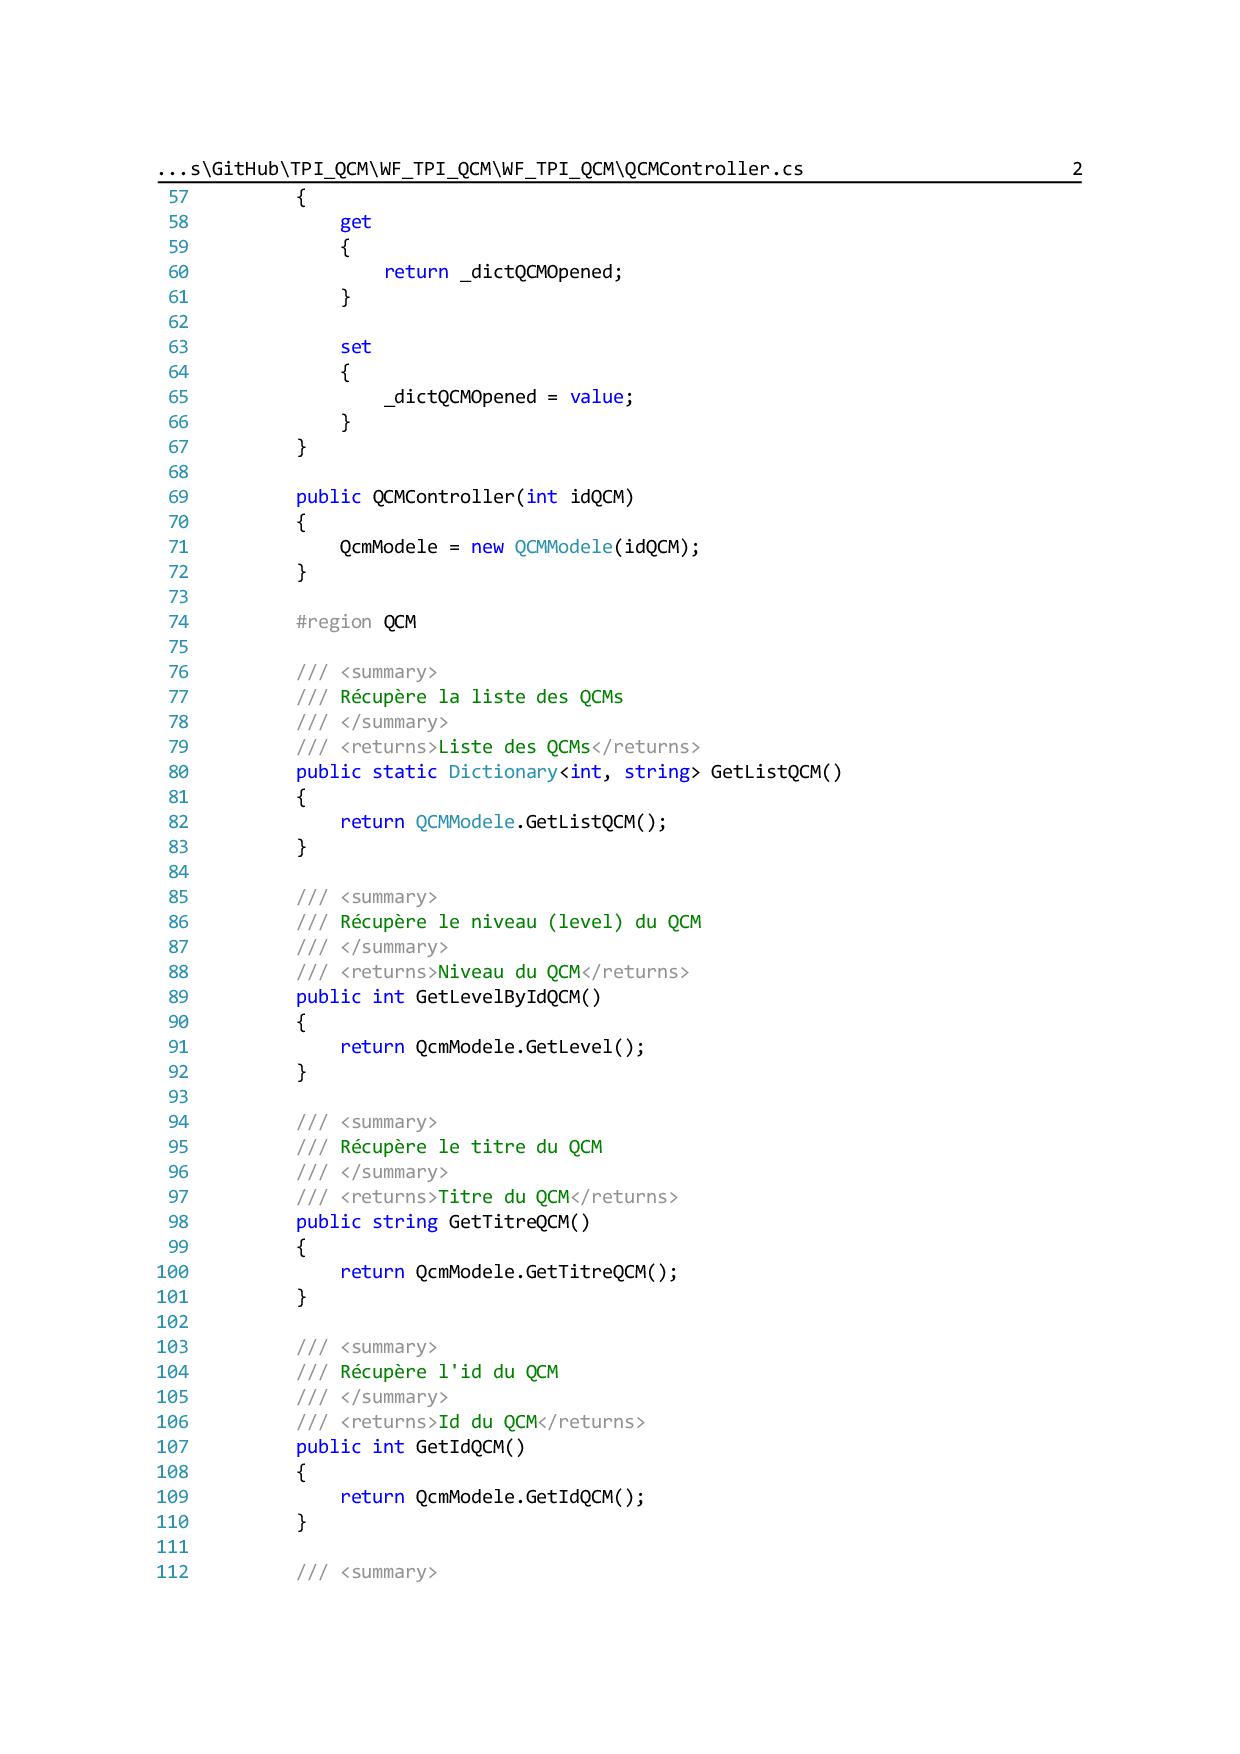 ...s\GitHub\TPI_QCM\WF_TPI_QCM\WF_TPI_QCM\QCMController.cs 2
57 {
58 get
59 {
60 return _dictQCMOpened;
61 }
62
63 set
64 {
65 _dictQCMOpened = value;
66 }
67 }
68
69 public QCMController(int idQCM)
70 {
71 QcmModele = new QCMModele(idQCM);
72 }
73
74 #region QCM
75
76 /// <summary>
77 /// Récupère la liste des QCMs
78 /// </summary>
79 /// <returns>Liste des QCMs</returns>
80 public static Dictionary<int, string> GetListQCM()
81 {
82 return QCMModele.GetListQCM();
83 }
84
85 /// <summary>
86 /// Récupère le niveau (level) du QCM
87 /// </summary>
88 /// <returns>Niveau du QCM</returns>
89 public int GetLevelByIdQCM()
90 {
91 return QcmModele.GetLevel();
92 }
93
94 /// <summary>
95 /// Récupère le titre du QCM
96 /// </summary>
97 /// <returns>Titre du QCM</returns>
98 public string GetTitreQCM()
99 {
100 return QcmModele.GetTitreQCM();
101 }
102
103 /// <summary>
104 /// Récupère l'id du QCM
105 /// </summary>
106 /// <returns>Id du QCM</returns>
107 public int GetIdQCM()
108 {
109 return QcmModele.GetIdQCM();
110 }
111
112 /// <summary>